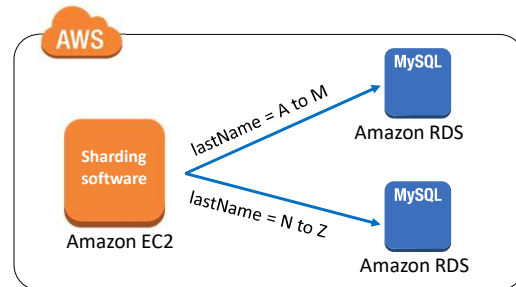 AWS
MySQL
lastName = A to M
Amazon RDS
Sharding
software
MySQL
lastName = N to Z
Amazon EC2
Amazon RDS